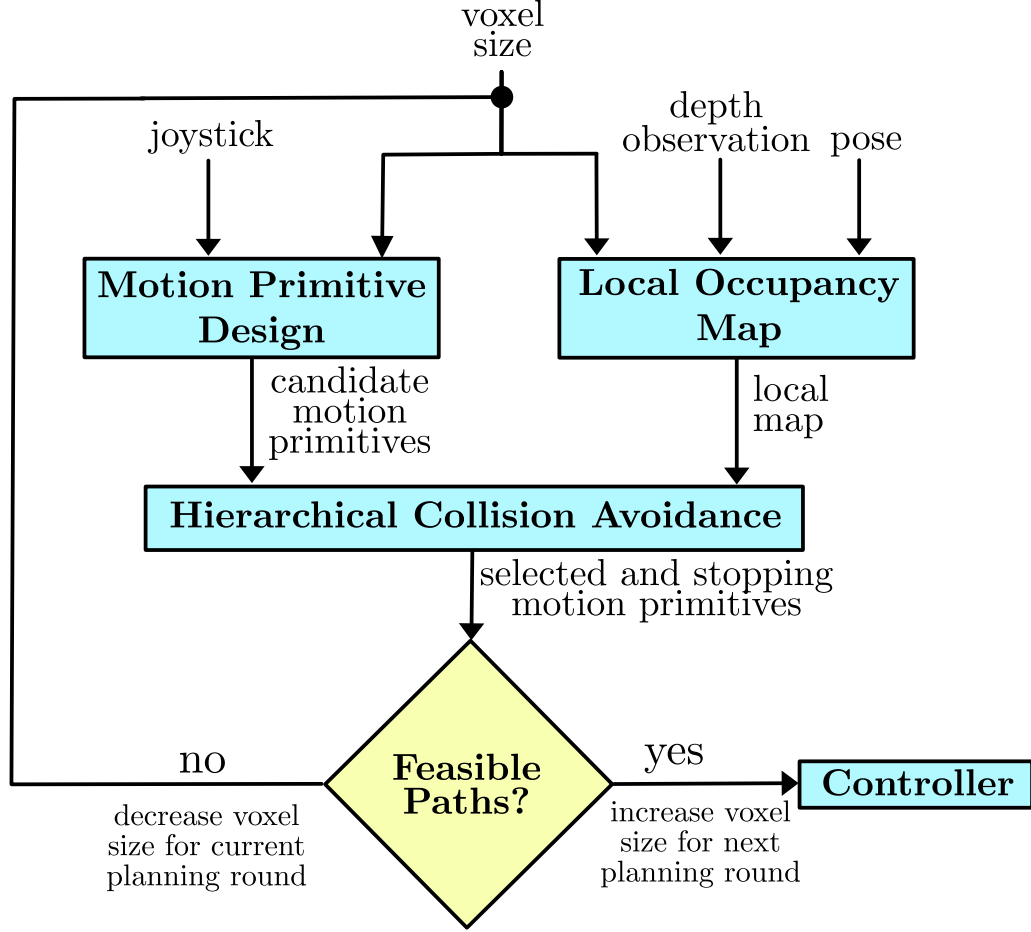 voxel
size
joystick
depth
observation
pose
Motion Primitive
Design
Local Occupancy
Map
candidate
motion
primitives
local
map
Hierarchical Collision Avoidance
selected and stopping
motion primitives
no
Feasible
Paths?
yes
Controller
decrease voxel
size for current
planning round
increase voxel
size for next
planning round